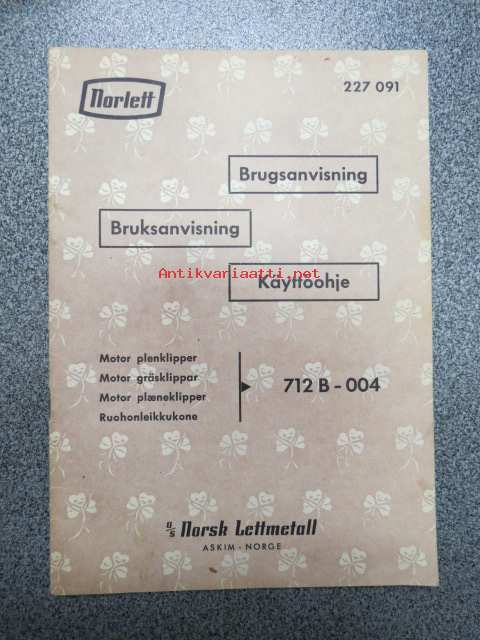 Norlett
227 091
Brugsanvisning
Bruksanvisning
Antikvariaatti.net
Käyttöohje
Motor plenklipper
Motor gräsklippar
Motor plæneklipper
Ruohonleikkukone
712 B - 004
a/s Norsk Lettmetall
ASKIM - NORGE